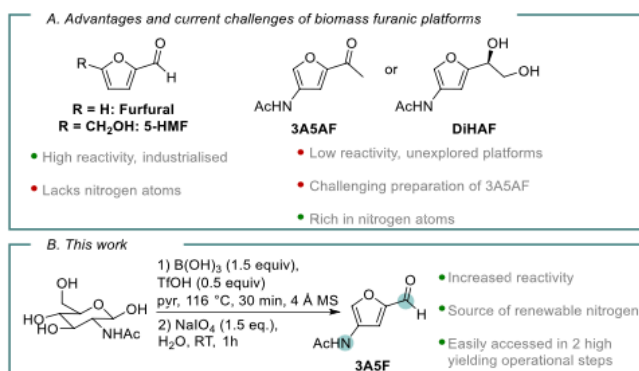 A. Advantages and current challenges of biomass furanic platforms
R
O
O
H
R = H: Furfural
R = CH2OH: 5-HMF
High reactivity, industrialised
Lacks nitrogen atoms
O
O
AcHN
3A5AF
or
OH
O
OH
AcHN
DiHAF
Low reactivity, unexplored platforms
Challenging preparation of 3A5AF
Rich in nitrogen atoms
B. This work
HO
HO
HO
O
OH
NHAc
1) B(OH)3 (1.5 equiv),
TfOH (0.5 equiv)
pyr, 116 °C, 30 min, 4 Å MS
2) NaIO4 (1.5 eq.),
H2O, RT, 1h
O
O
H
AcHN
3A5F
Increased reactivity
Source of renewable nitrogen
Easily accessed in 2 high
yielding operational steps